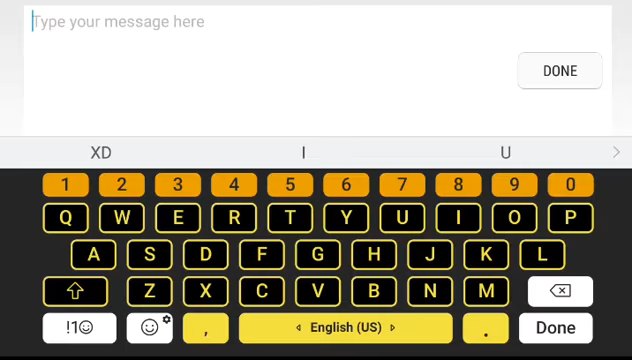 Type your message here
DONE
XD I U
1 2 3 4 5 6 7 8 9 0
Q W E R T Y U I O P
A S D F G H J K L
Z X C V B N M
!1☺ , English (US) . Done